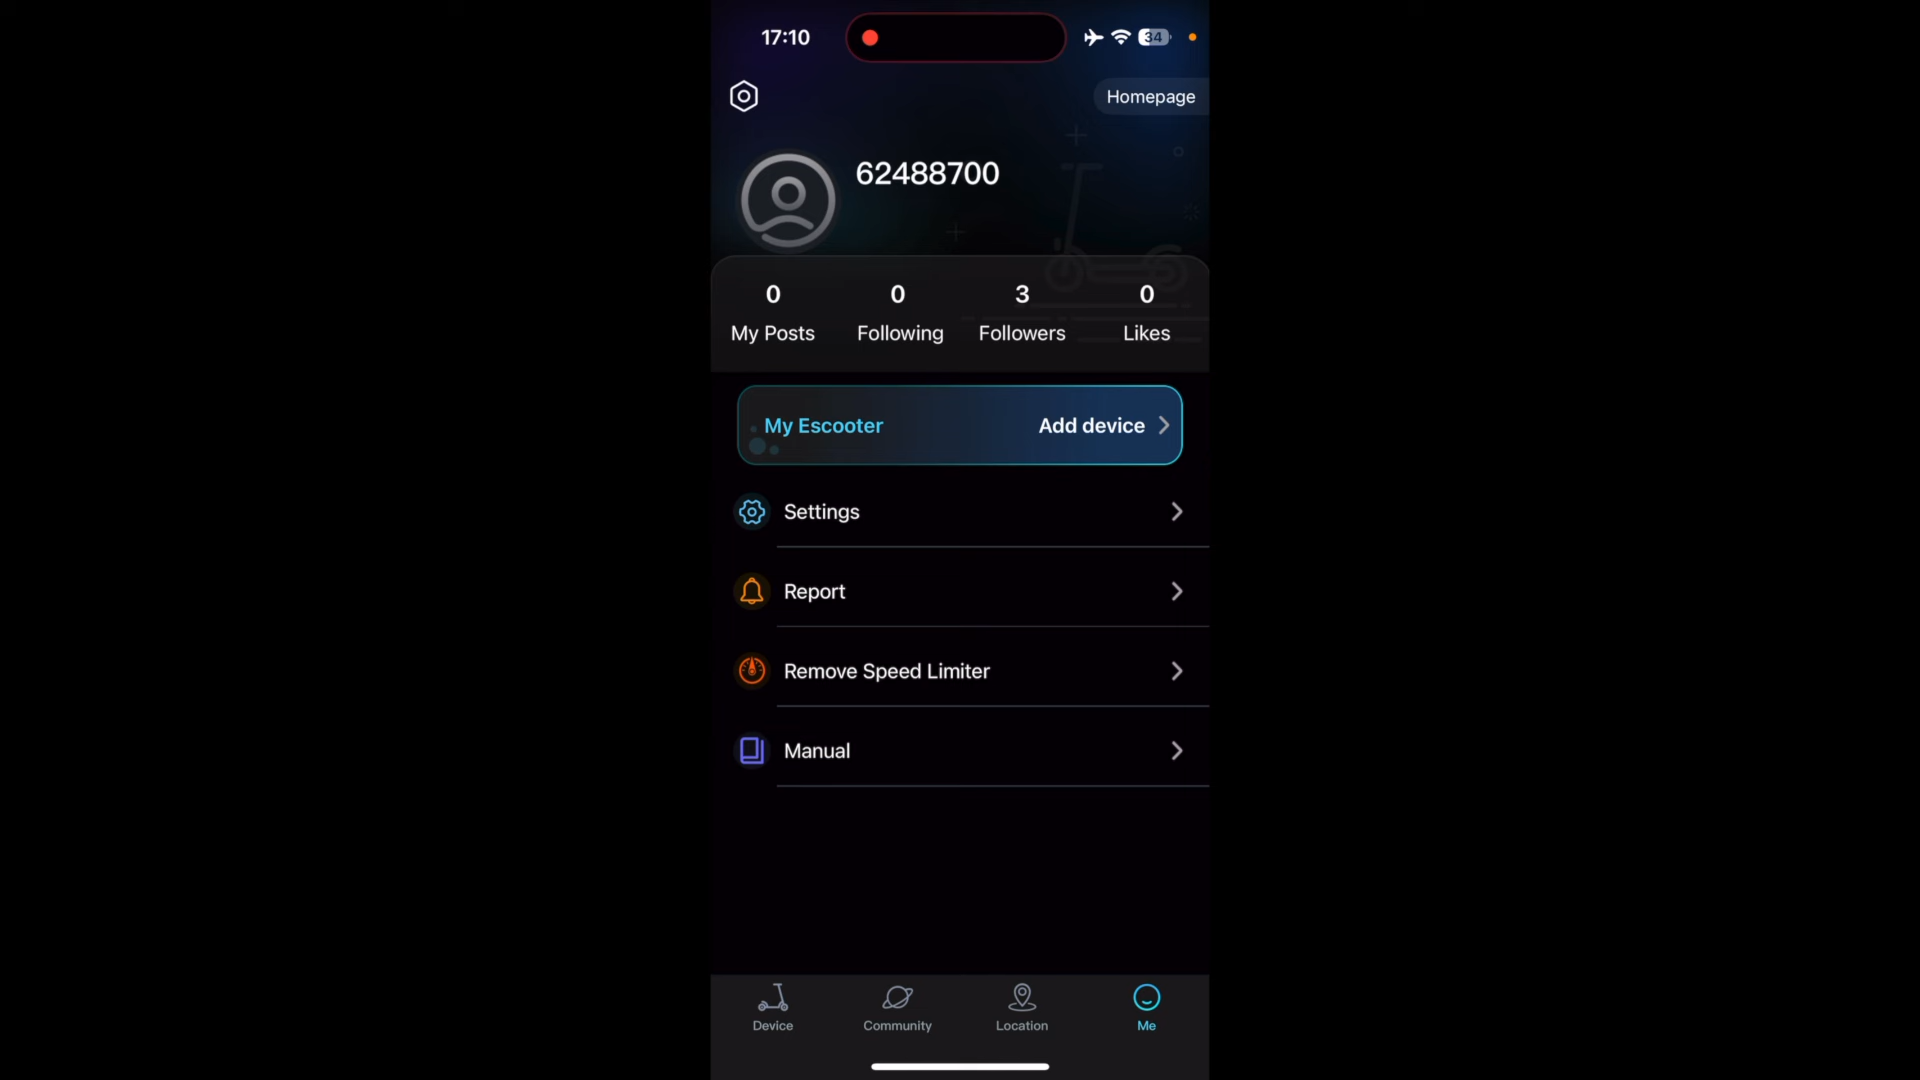 17:10 34
Homepage
62488700
0 0 3 0
My Posts Following Followers Likes
My Escooter Add device
Settings
Report
Remove Speed Limiter
Manual
Device Community Location Me